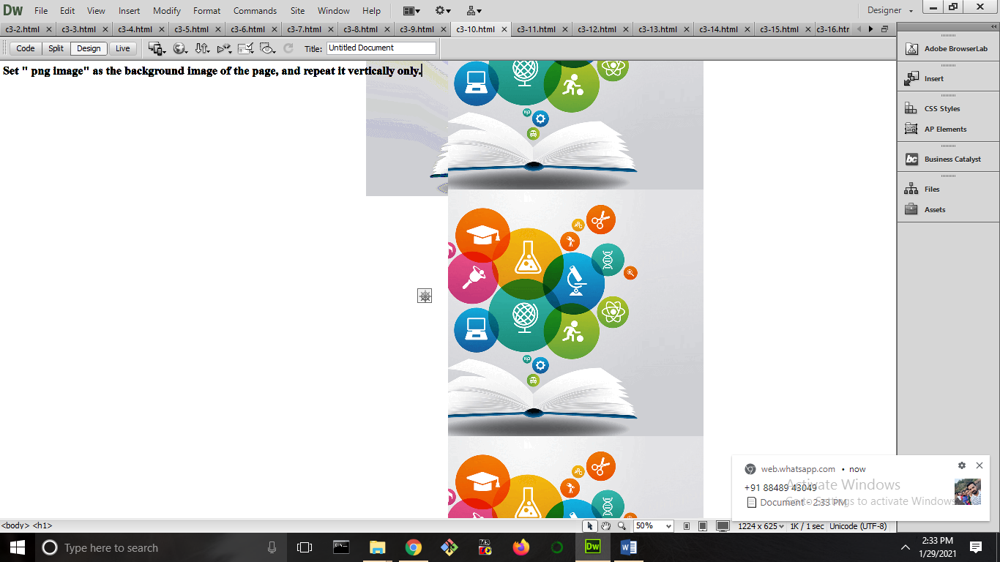 Dw File Edit View Insert Modify Format Commands Site Window Help Designer
c3-2.html c3-3.html c3-4.html c3-5.html c3-6.html c3-7.html c3-8.html c3-9.html c3-10.html c3-11.html c3-12.html c3-13.html c3-14.html c3-15.html c3-16.htr
Code Split Design Live Title: Untitled Document
Adobe BrowserLab
Set " png image" as the background image of the page, and repeat it vertically only.
Insert
CSS Styles
AP Elements
bc Business Catalyst
Files
Assets
web.whatsapp.com • now
+91 88489 43049
Activate Windows
Document - 2:33 PM
Go to Settings to activate Windows.
<body> <h1> 50% 1224 x 625 1K / 1 sec Unicode (UTF-8)
Type here to search
Dw W
2:33 PM
1/29/2021